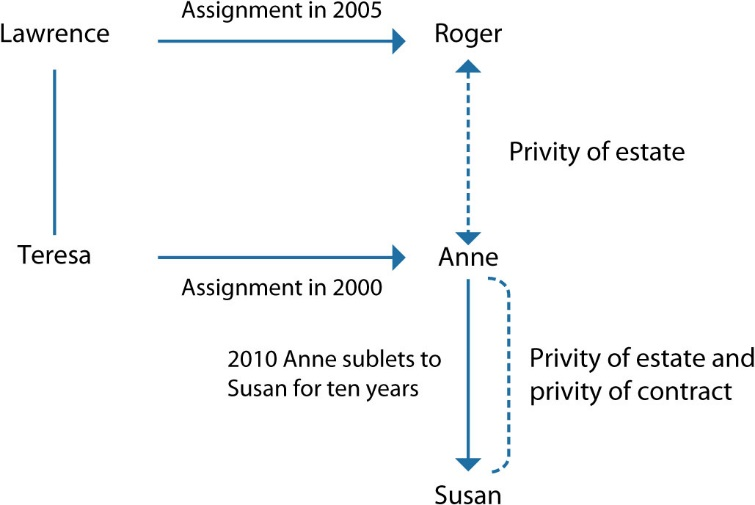 Assignment in 2005
Lawrence
Roger
Privity of estate
Teresa
Anne
Assignment in 2000
2010 Anne sublets to
Susan for ten years
Privity of estate and
privity of contract
Susan